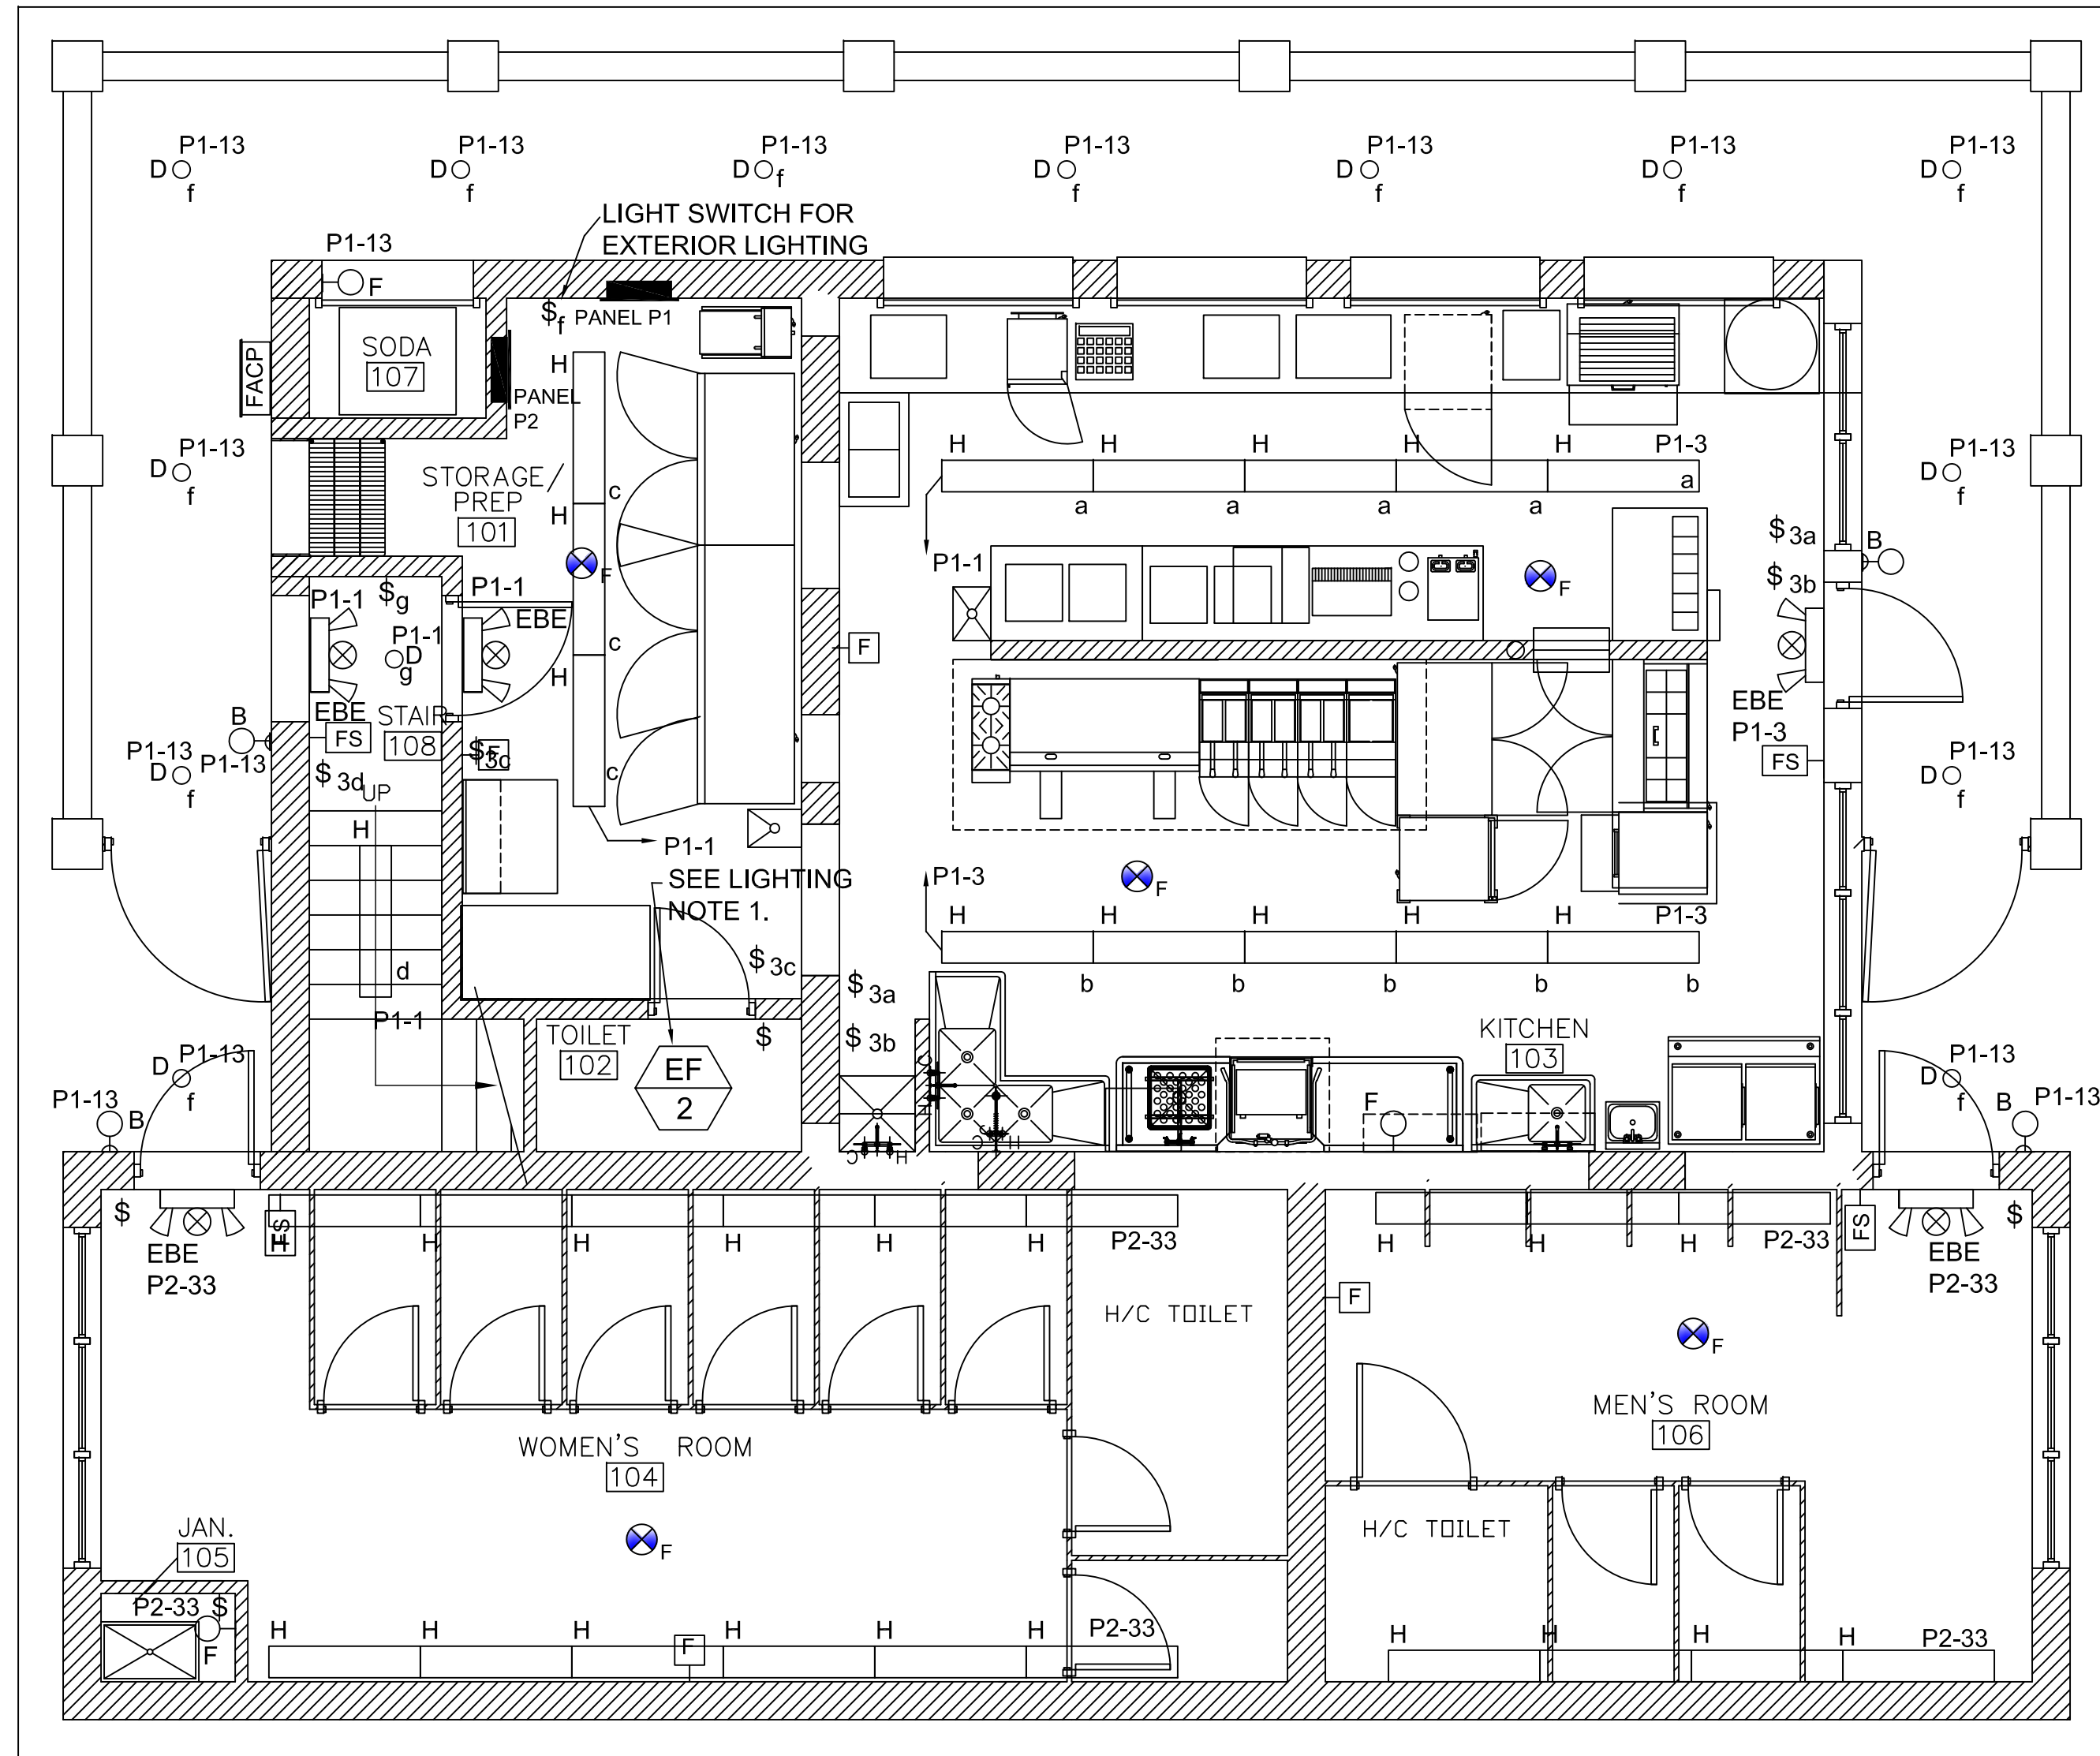 P1-13 P1-13 P1-13 P1-13 P1-13 P1-13 P1-13
D D D D D D D
f f f f f f f
LIGHT SWITCH FOR
EXTERIOR LIGHTING
P1-13
F
$f PANEL P1
FACP
SODA
107
H
PANEL
P2
P1-13
D
f
STORAGE/
PREP
101
c
H
F
H H H H H P1-3
a
a a a a
P1-1
P1-13
D
f
$3a
B
$3b
F
P1-1
$g
P1-1
EBE
P1-1
D
g
c
H
F
EBE
STAIR
108
FS
B
P1-13
D
P1-13
f
$3d
UP
$3c
F
c
H
EBE
P1-3
FS
P1-13
D
f
P1-1
SEE LIGHTING
NOTE 1.
F
P1-3
H H H H H P1-3
b b b b b
d
P1-1
$3c
$3a
$3b
TOILET
102
$
EF
2
KITCHEN
103
C
H
C H
C H
F
P1-13
D
f
P1-13
B
P1-13
D
f
B
P1-13
$
EBE
P2-33
FS
H H H H H H P2-33
H H H P2-33
FS
EBE
P2-33
$
H/C TOILET
F
F
MEN'S ROOM
106
WOMEN'S ROOM
104
F
H/C TOILET
JAN.
105
P2-33 $
F
H H H H H H P2-33
F
H H H H P2-33